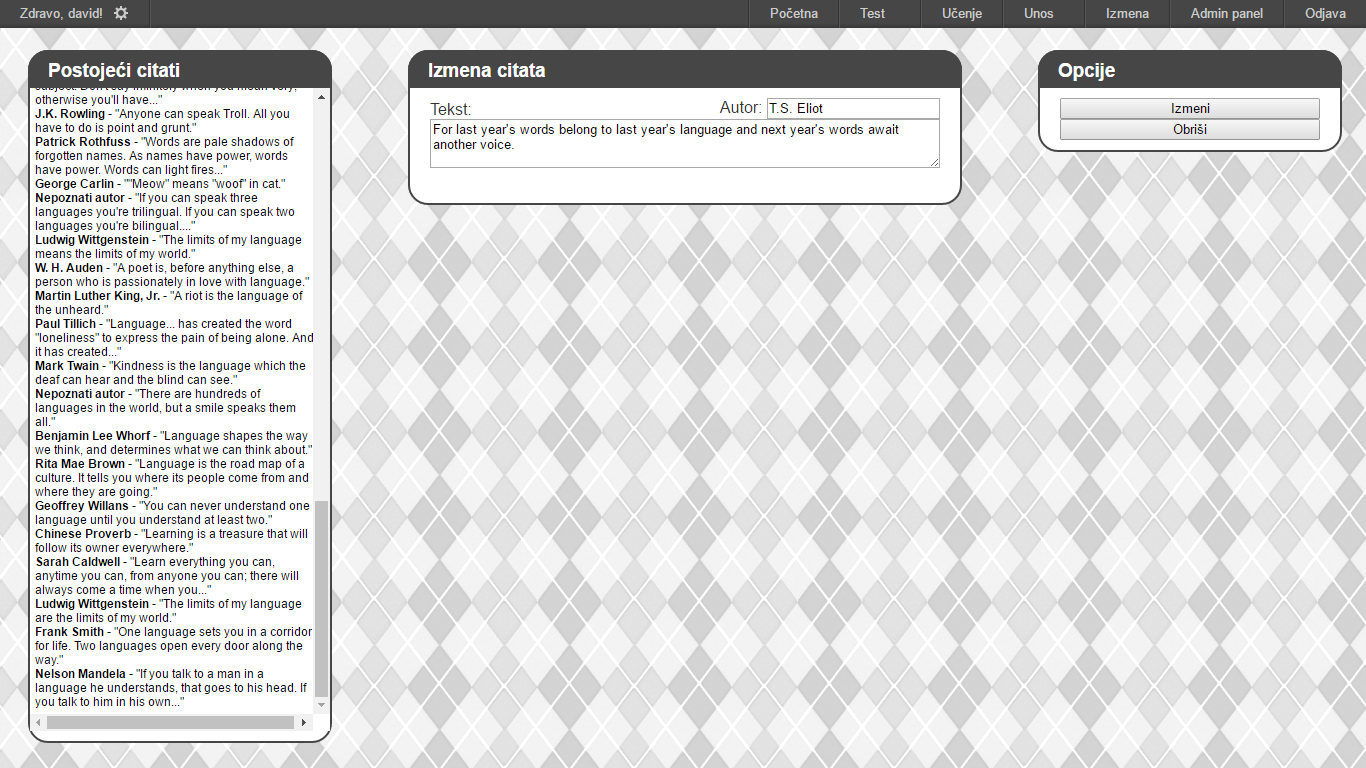 Zdravo, david!
Početna
Test
Učenje
Unos
Izmena
Admin panel
Odjava
Postojeći citati
subject. Don't say infinitely when you mean very;
otherwise you'll have..."
J.K. Rowling - "Anyone can speak Troll. All you
have to do is point and grunt."
Patrick Rothfuss - "Words are pale shadows of
forgotten names. As names have power, words
have power. Words can light fires..."
George Carlin - ""Meow" means "woof" in cat."
Nepoznati autor - "If you can speak three
languages you're trilingual. If you can speak two
languages you're bilingual...."
Ludwig Wittgenstein - "The limits of my language
means the limits of my world."
W. H. Auden - "A poet is, before anything else, a
person who is passionately in love with language."
Martin Luther King, Jr. - "A riot is the language of
the unheard."
Paul Tillich - "Language... has created the word
"loneliness" to express the pain of being alone. And
it has created..."
Mark Twain - "Kindness is the language which the
deaf can hear and the blind can see."
Nepoznati autor - "There are hundreds of
languages in the world, but a smile speaks them
all."
Benjamin Lee Whorf - "Language shapes the way
we think, and determines what we can think about."
Rita Mae Brown - "Language is the road map of a
culture. It tells you where its people come from and
where they are going."
Geoffrey Willans - "You can never understand one
language until you understand at least two."
Chinese Proverb - "Learning is a treasure that will
follow its owner everywhere."
Sarah Caldwell - "Learn everything you can,
anytime you can, from anyone you can; there will
always come a time when you..."
Ludwig Wittgenstein - "The limits of my language
are the limits of my world."
Frank Smith - "One language sets you in a corridor
for life. Two languages open every door along the
way."
Nelson Mandela - "If you talk to a man in a
language he understands, that goes to his head. If
you talk to him in his own..."
Izmena citata
Tekst:
Autor: T.S. Eliot
For last year's words belong to last year's language and next year's words await
another voice.
Opcije
Izmeni
Obriši